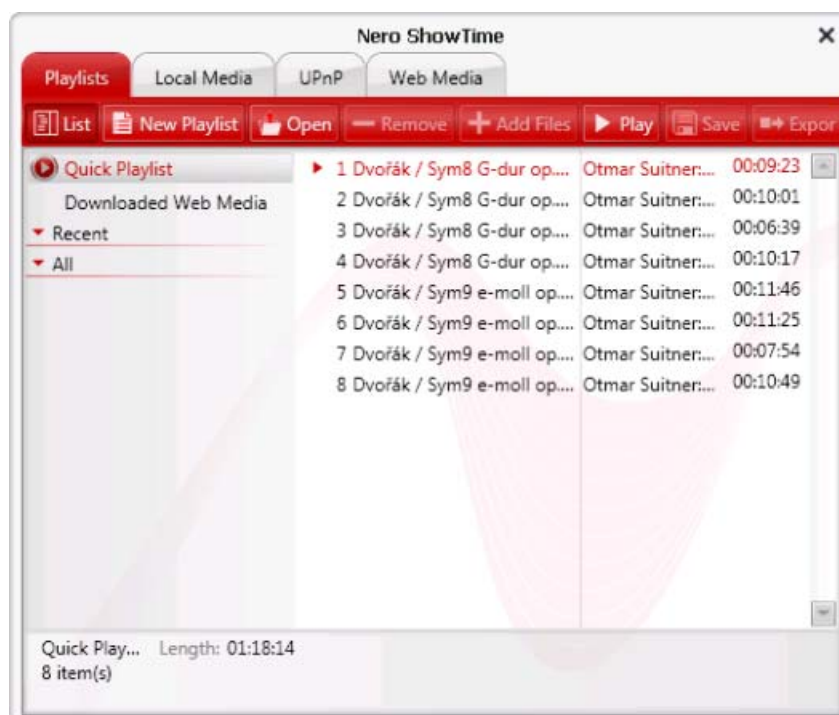 Nero ShowTime
Playlists Local Media UPnP Web Media
List New Playlist Open Remove Add Files Play Save Expor
Quick Playlist
Downloaded Web Media
Recent
All
1 Dvořák / Sym8 G-dur op.... Otmar Suitner:... 00:09:23
2 Dvořák / Sym8 G-dur op.... Otmar Suitner:... 00:10:01
3 Dvořák / Sym8 G-dur op.... Otmar Suitner:... 00:06:39
4 Dvořák / Sym8 G-dur op.... Otmar Suitner:... 00:10:17
5 Dvořák / Sym9 e-moll op.... Otmar Suitner:... 00:11:46
6 Dvořák / Sym9 e-moll op.... Otmar Suitner:... 00:11:25
7 Dvořák / Sym9 e-moll op.... Otmar Suitner:... 00:07:54
8 Dvořák / Sym9 e-moll op.... Otmar Suitner:... 00:10:49
Quick Play... Length: 01:18:14
8 item(s)